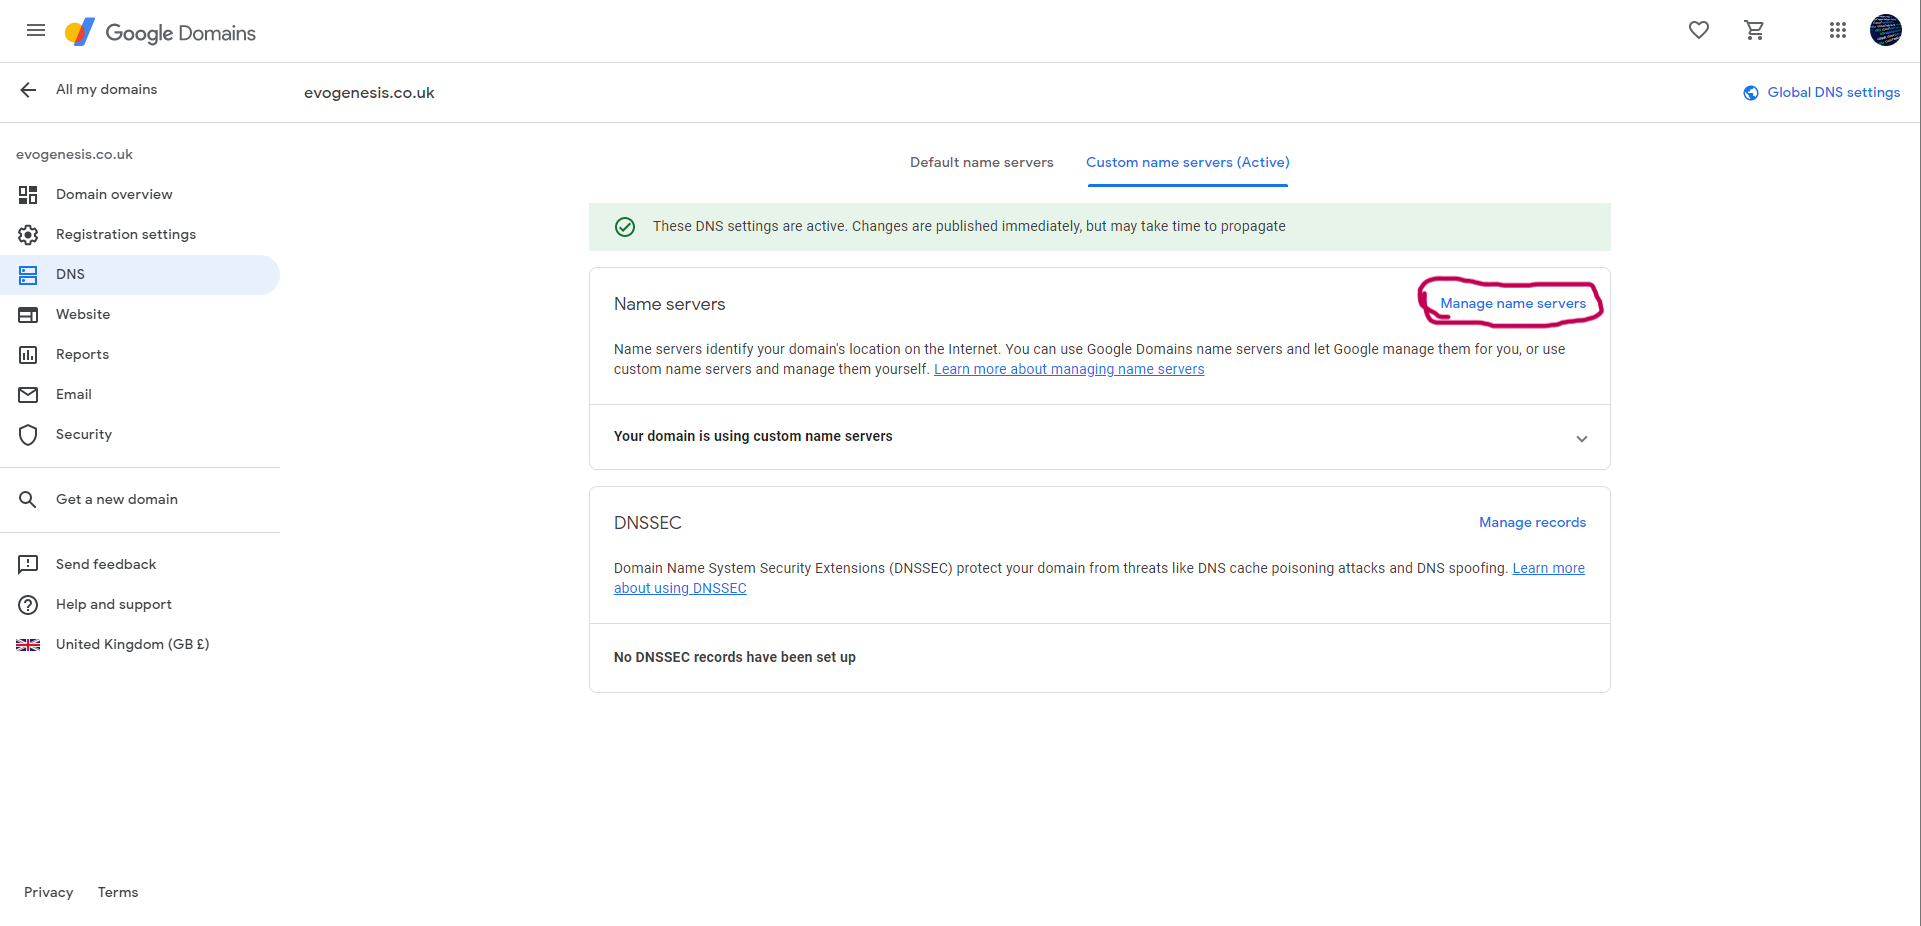 Google Domains
All my domains
evogenesis.co.uk
Global DNS settings
evogenesis.co.uk
Domain overview
Registration settings
DNS
Website
Reports
Email
Security
Get a new domain
Send feedback
Help and support
United Kingdom (GB £)
Privacy Terms
Default name servers
Custom name servers (Active)
These DNS settings are active. Changes are published immediately, but may take time to propagate
Name servers
Manage name servers
Name servers identify your domain's location on the Internet. You can use Google Domains name servers and let Google manage them for you, or use
custom name servers and manage them yourself. Learn more about managing name servers
Your domain is using custom name servers
DNSSEC
Manage records
Domain Name System Security Extensions (DNSSEC) protect your domain from threats like DNS cache poisoning attacks and DNS spoofing. Learn more
about using DNSSEC
No DNSSEC records have been set up